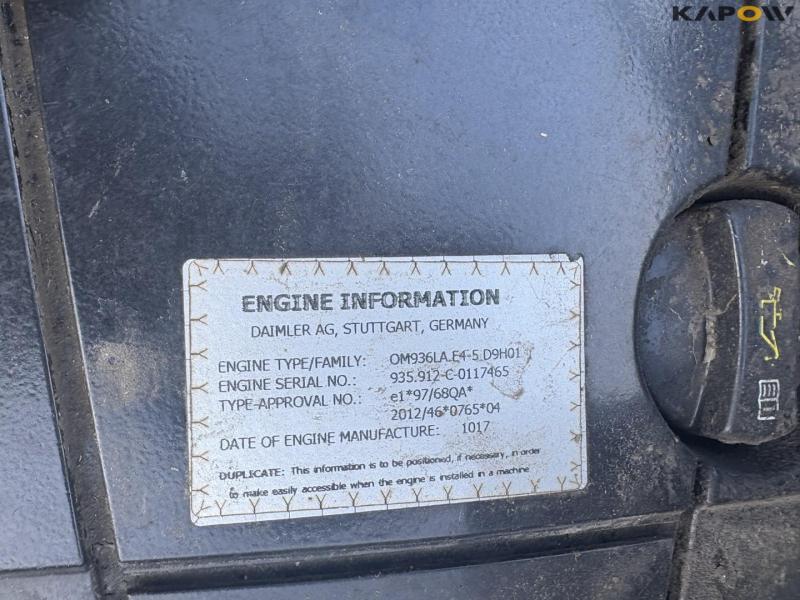 KAPOW
ENGINE INFORMATION
DAIMLER AG, STUTTGART, GERMANY
ENGINE TYPE/FAMILY: OM936LA.E4-5 D9H01
ENGINE SERIAL NO.: 935.912-C-0117465
TYPE-APPROVAL NO.: e1*97/68QA*
2012/46*0765*04
DATE OF ENGINE MANUFACTURE: 1017
DUPLICATE: This information is to be positioned, if necessary, in order
to make easily accessible when the engine is installed in a machine